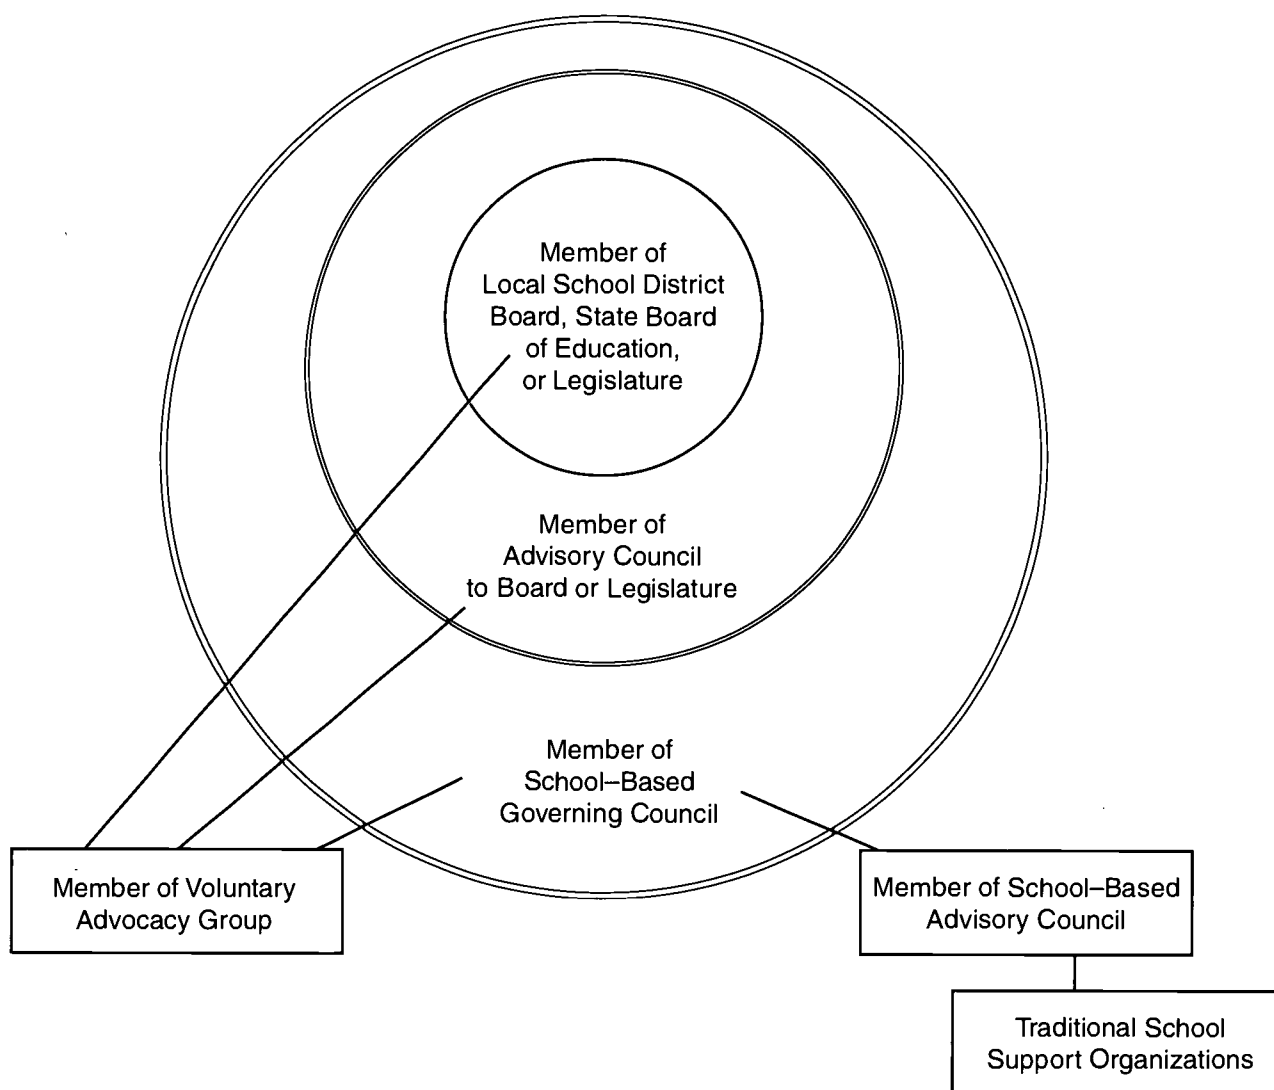 Member of
Local School District
Board, State Board
of Education,
or Legislature
Member of
Advisory Council
to Board or Legislature
Member of
School–Based
Governing Council
Member of Voluntary
Advocacy Group
Member of School–Based
Advisory Council
Traditional School
Support Organizations